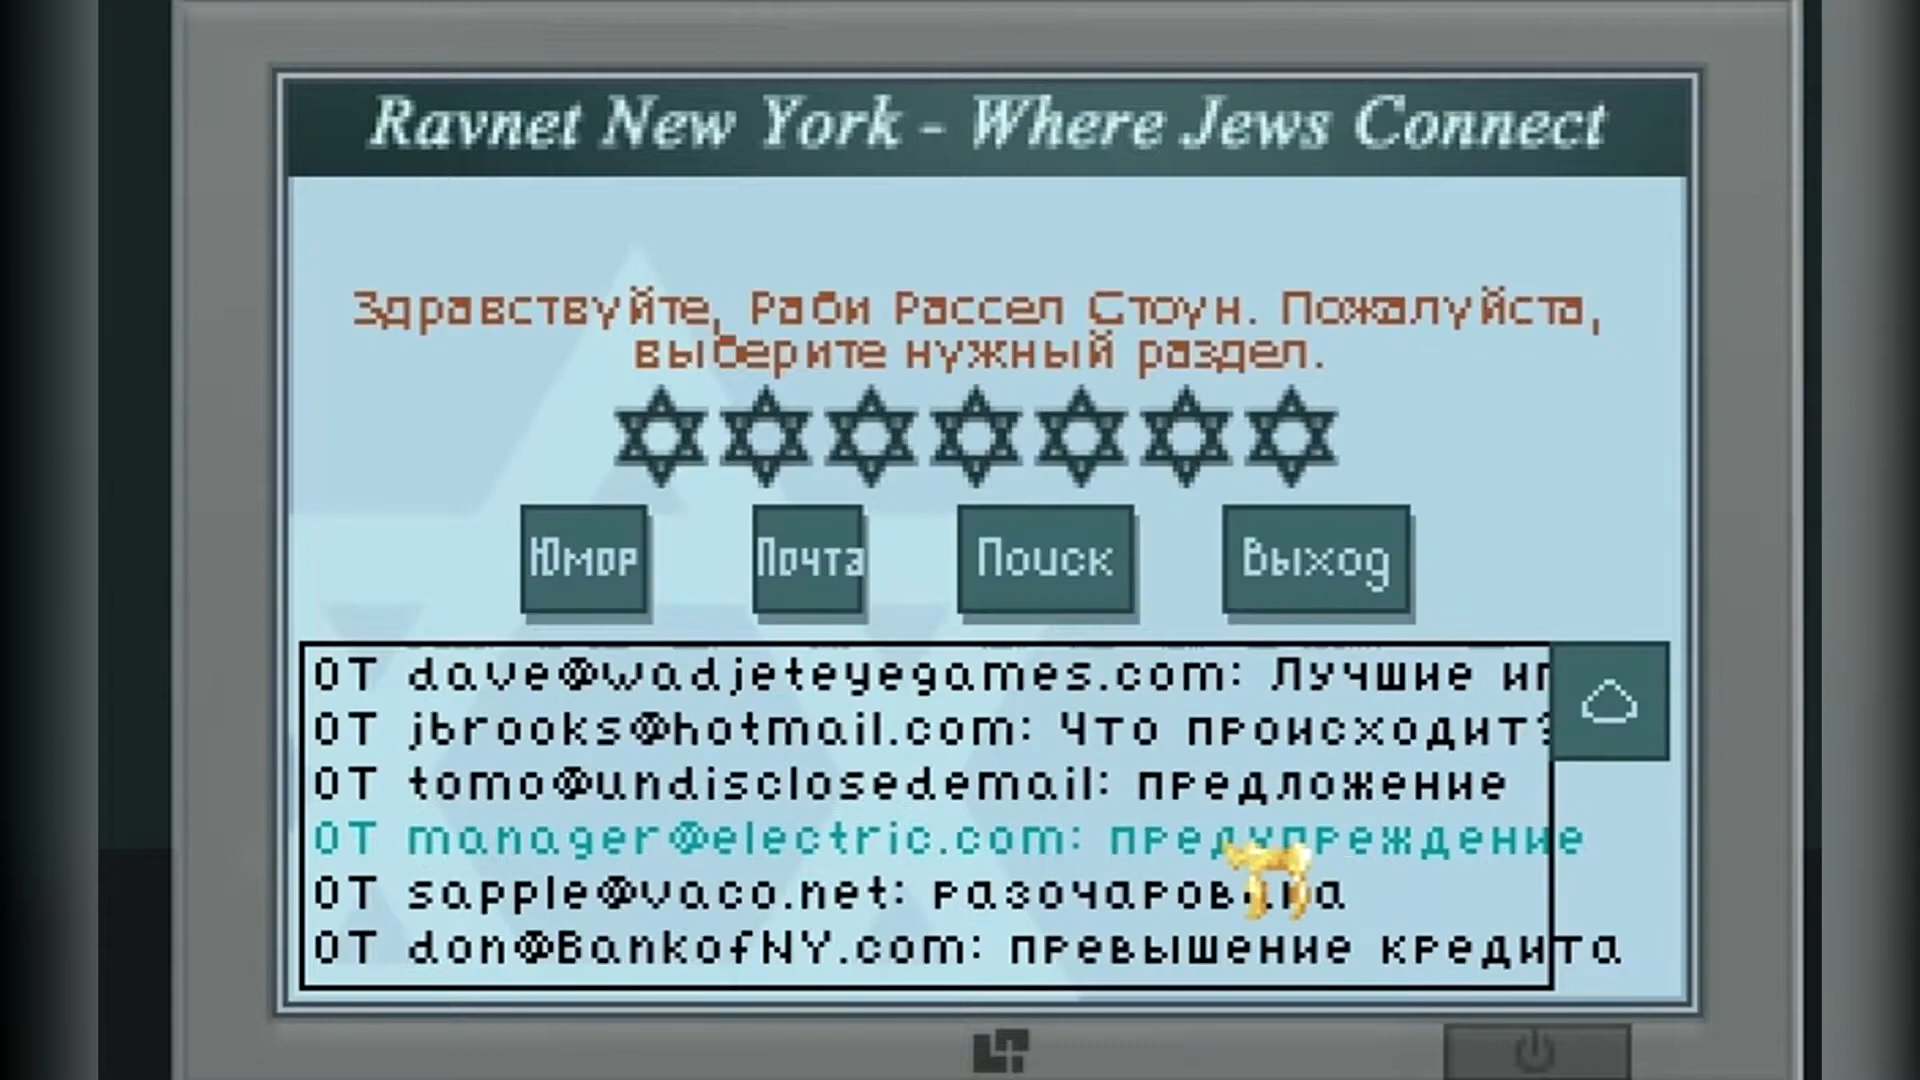 Ravnet New York - Where Jews Connect
Здравствуйте, Раби Рассел Стоун. Пожалуйста,
выберите нужный раздел.
Юмор
Почта
Поиск
Выход
ОТ dave@wadjeteyegames.com: Лучшие
ОТ jbrooks@hotmail.com: Что происходит?
ОТ tomo@undisclosedemail: предложение
ОТ manager@electric.com: предупреждение
ОТ sapple@vaco.net: разочарована
ОТ don@BankofNY.com: превышение кредита